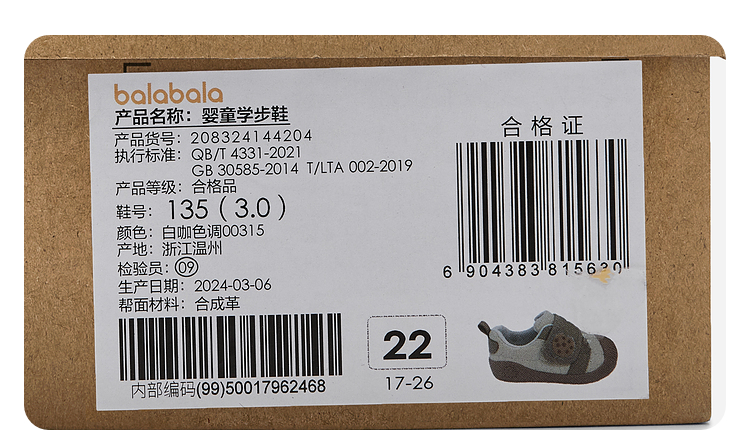 balabala
产品名称：婴童学步鞋
产品货号：208324144204
执行标准：QB/T 4331-2021
GB 30585-2014 T/LTA 002-2019
产品等级：合格品
鞋号：135（3.0）
颜色：白咖色调00315
产地：浙江温州
检验员：09
生产日期：2024-03-06
帮面材料：合成革
内部编码(99)50017962468
22
17-26
合格证
6 904383 815630